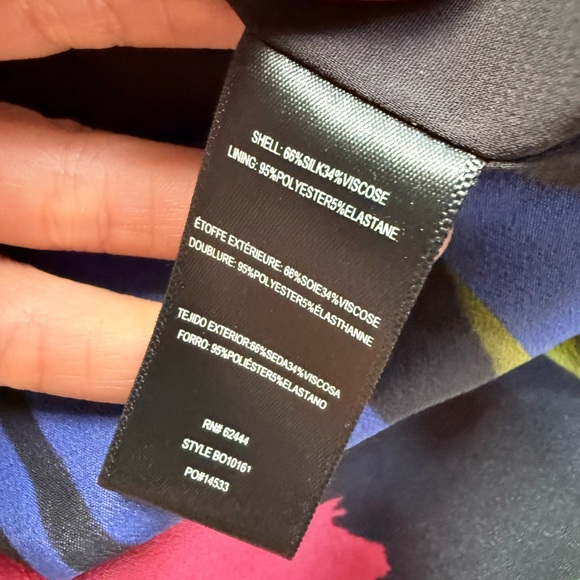 SHELL: 66%SILK34%VISCOSE
LINING: 95%POLYESTER5%ELASTANE
ÉTOFFE EXTÉRIEURE: 66%SOIE34%VISCOSE
DOUBLURE: 95%POLYESTER5%ÉLASTHANNE
TEJIDO EXTERIOR:66%SEDA34%VISCOSA
FORRO: 95%POLIÉSTER5%ELASTANO
RN# 62444
STYLE BO10161
PO#14533